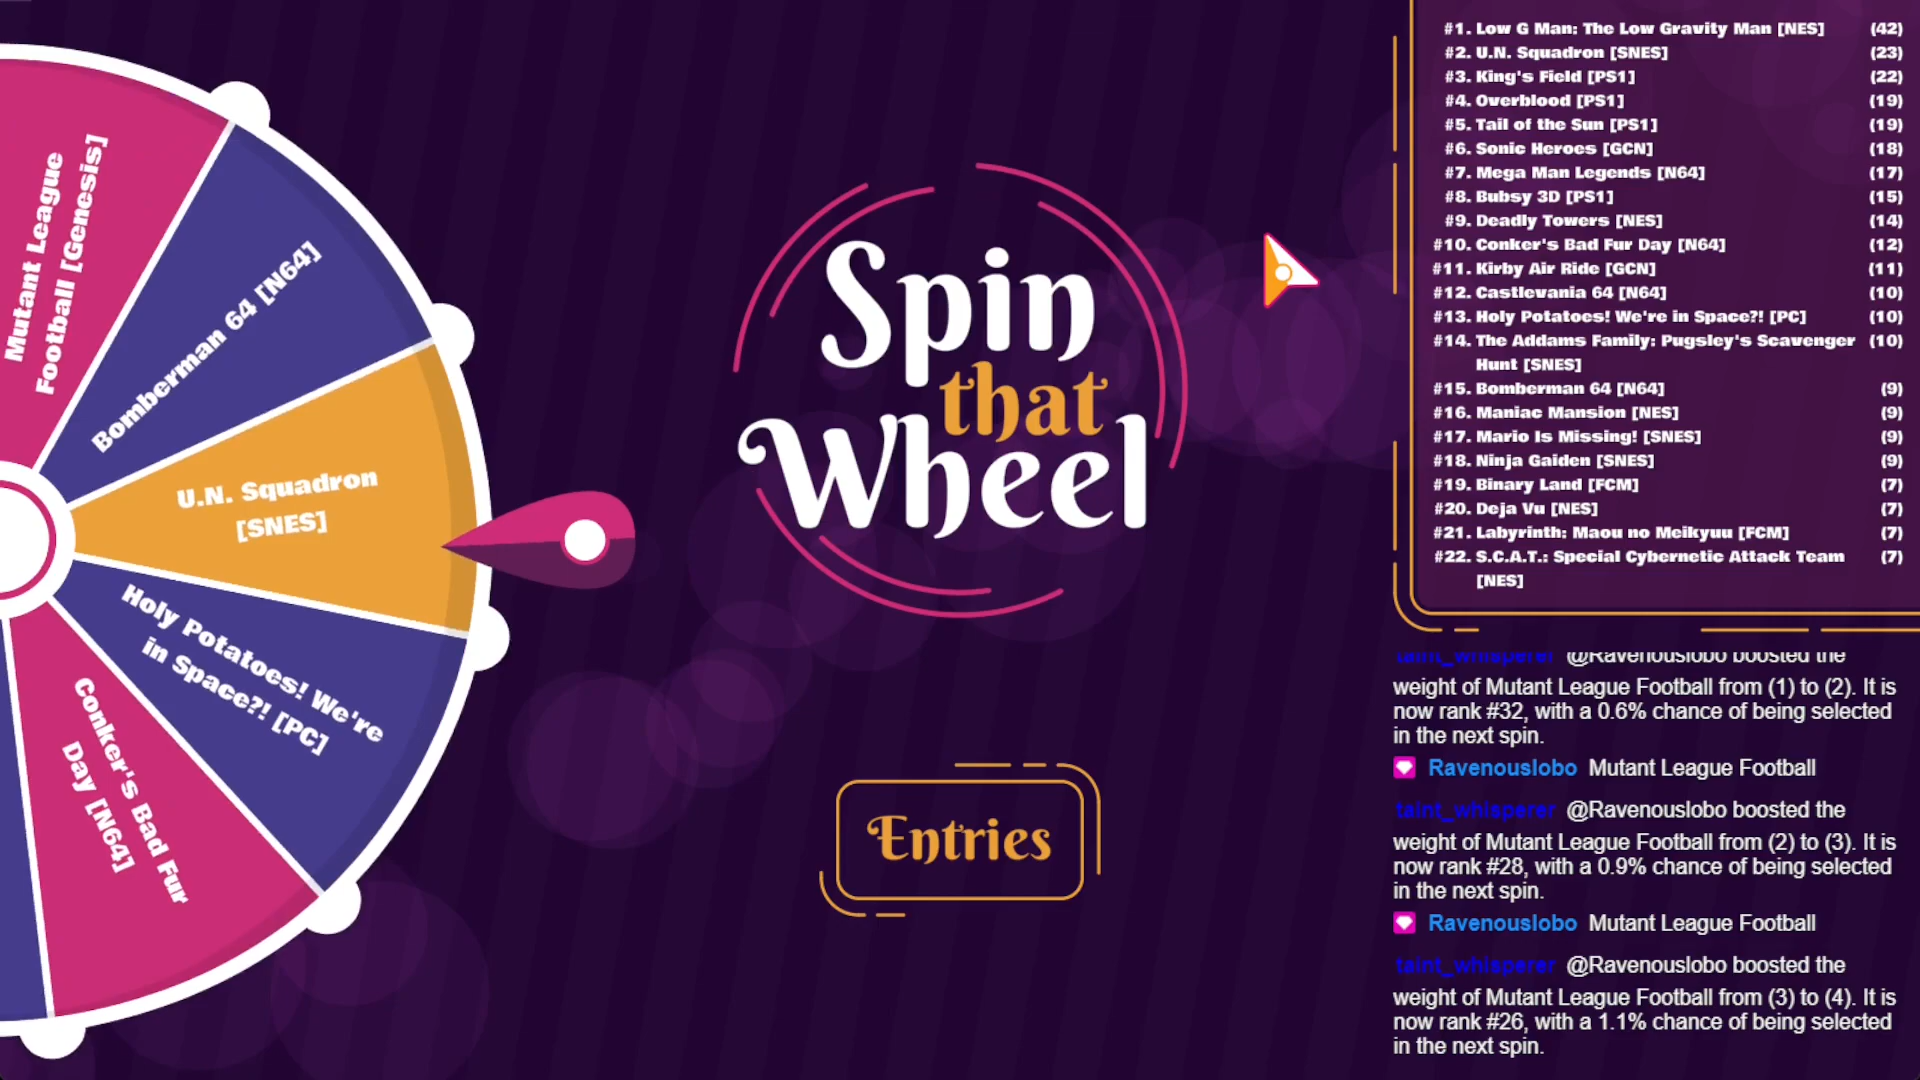 Mutant League
Football [Genesis]
Bomberman 64 [N64]
U.N. Squadron
[SNES]
Holy Potatoes! We're
in Space?! [PC]
Conker's Bad Fur
Day [N64]
Spin
that
Wheel
Entries
#1. Low G Man: The Low Gravity Man [NES] (42)
#2. U.N. Squadron [SNES] (23)
#3. King's Field [PS1] (22)
#4. Overblood [PS1] (19)
#5. Tail of the Sun [PS1] (19)
#6. Sonic Heroes [GCN] (18)
#7. Mega Man Legends [N64] (17)
#8. Bubsy 3D [PS1] (15)
#9. Deadly Towers [NES] (14)
#10. Conker's Bad Fur Day [N64] (12)
#11. Kirby Air Ride [GCN] (11)
#12. Castlevania 64 [N64] (10)
#13. Holy Potatoes! We're in Space?! [PC] (10)
#14. The Addams Family: Pugsley's Scavenger (10)
Hunt [SNES]
#15. Bomberman 64 [N64] (9)
#16. Maniac Mansion [NES] (9)
#17. Mario Is Missing! [SNES] (9)
#18. Ninja Gaiden [SNES] (9)
#19. Binary Land [FCM] (7)
#20. Deja Vu [NES] (7)
#21. Labyrinth: Maou no Meikyuu [FCM] (7)
#22. S.C.A.T.: Special Cybernetic Attack Team (7)
[NES]
taint_whisperer @Ravenouslobo boosted the
weight of Mutant League Football from (1) to (2). It is
now rank #32, with a 0.6% chance of being selected
in the next spin.
Ravenouslobo Mutant League Football
taint_whisperer @Ravenouslobo boosted the
weight of Mutant League Football from (2) to (3). It is
now rank #28, with a 0.9% chance of being selected
in the next spin.
Ravenouslobo Mutant League Football
taint_whisperer @Ravenouslobo boosted the
weight of Mutant League Football from (3) to (4). It is
now rank #26, with a 1.1% chance of being selected
in the next spin.